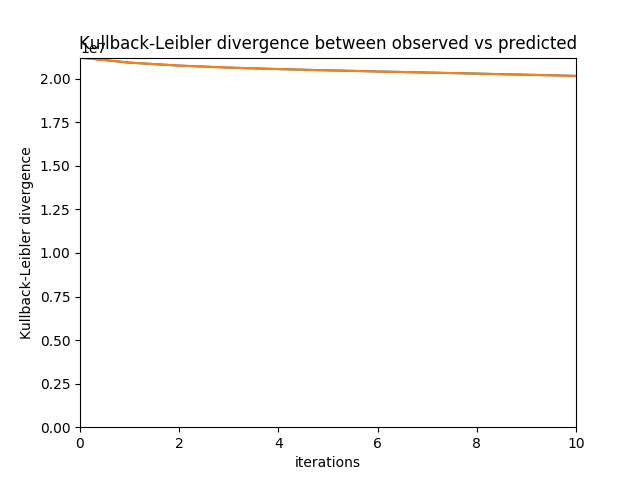 Kullback-Leibler divergence between observed vs predicted
1e7
2.00
1.75
1.50
1.25
1.00
0.75
0.50
0.25
0.00
Kullback-Leibler divergence
0 2 4 6 8 10
iterations